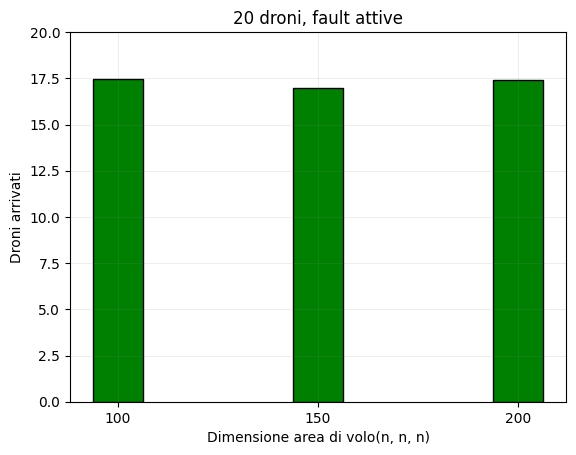 20 droni, fault attive
20.0
17.5
15.0
12.5
10.0
7.5
5.0
2.5
0.0
Droni arrivati
100 150 200
Dimensione area di volo(n, n, n)